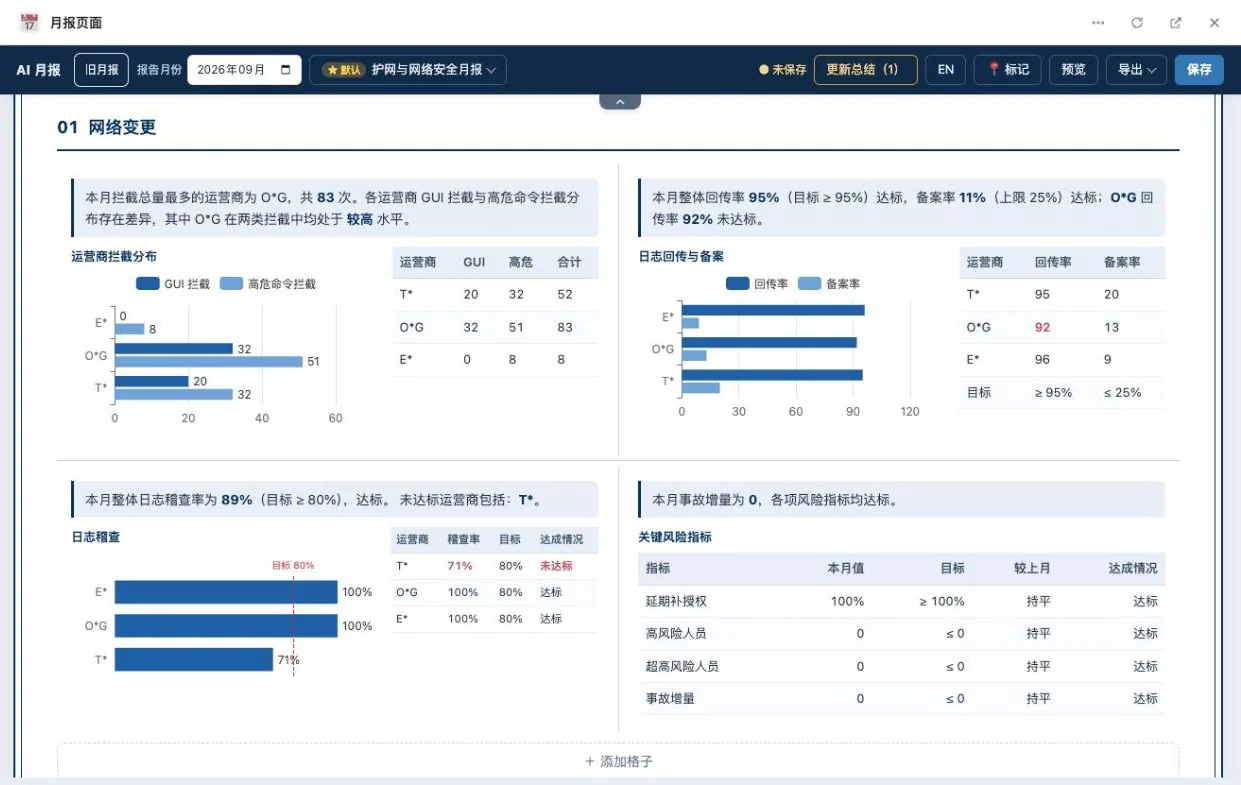 17 月报页面
AI 月报 旧月报 报告月份 2026年09月 默认 护网与网络安全月报 未保存 更新总结（1） EN 标记 预览 导出 保存
01 网络变更
本月拦截总量最多的运营商为 O*G，共 83 次。各运营商 GUI 拦截与高危命令拦截分
布存在差异，其中 O*G 在两类拦截中均处于 较高 水平。
运营商拦截分布
GUI 拦截 高危命令拦截
E* 0
8
O*G 32
51
T* 20
32
0 20 40 60
运营商 GUI 高危 合计
T* 20 32 52
O*G 32 51 83
E* 0 8 8
本月整体回传率 95%（目标 ≥ 95%）达标，备案率 11%（上限 25%）达标；O*G 回
传率 92% 未达标。
日志回传与备案
回传率 备案率
E*
O*G
T*
0 30 60 90 120
运营商 回传率 备案率
T* 95 20
O*G 92 13
E* 96 9
目标 ≥ 95% ≤ 25%
本月整体日志稽查率为 89%（目标 ≥ 80%），达标。 未达标运营商包括：T*。
日志稽查
目标 80%
E* 100%
O*G 100%
T* 71%
运营商 稽查率 目标 达成情况
T* 71% 80% 未达标
O*G 100% 80% 达标
E* 100% 80% 达标
本月事故增量为 0，各项风险指标均达标。
关键风险指标
指标 本月值 目标 较上月 达成情况
延期补授权 100% ≥ 100% 持平 达标
高风险人员 0 ≤ 0 持平 达标
超高风险人员 0 ≤ 0 持平 达标
事故增量 0 ≤ 0 持平 达标
+ 添加格子